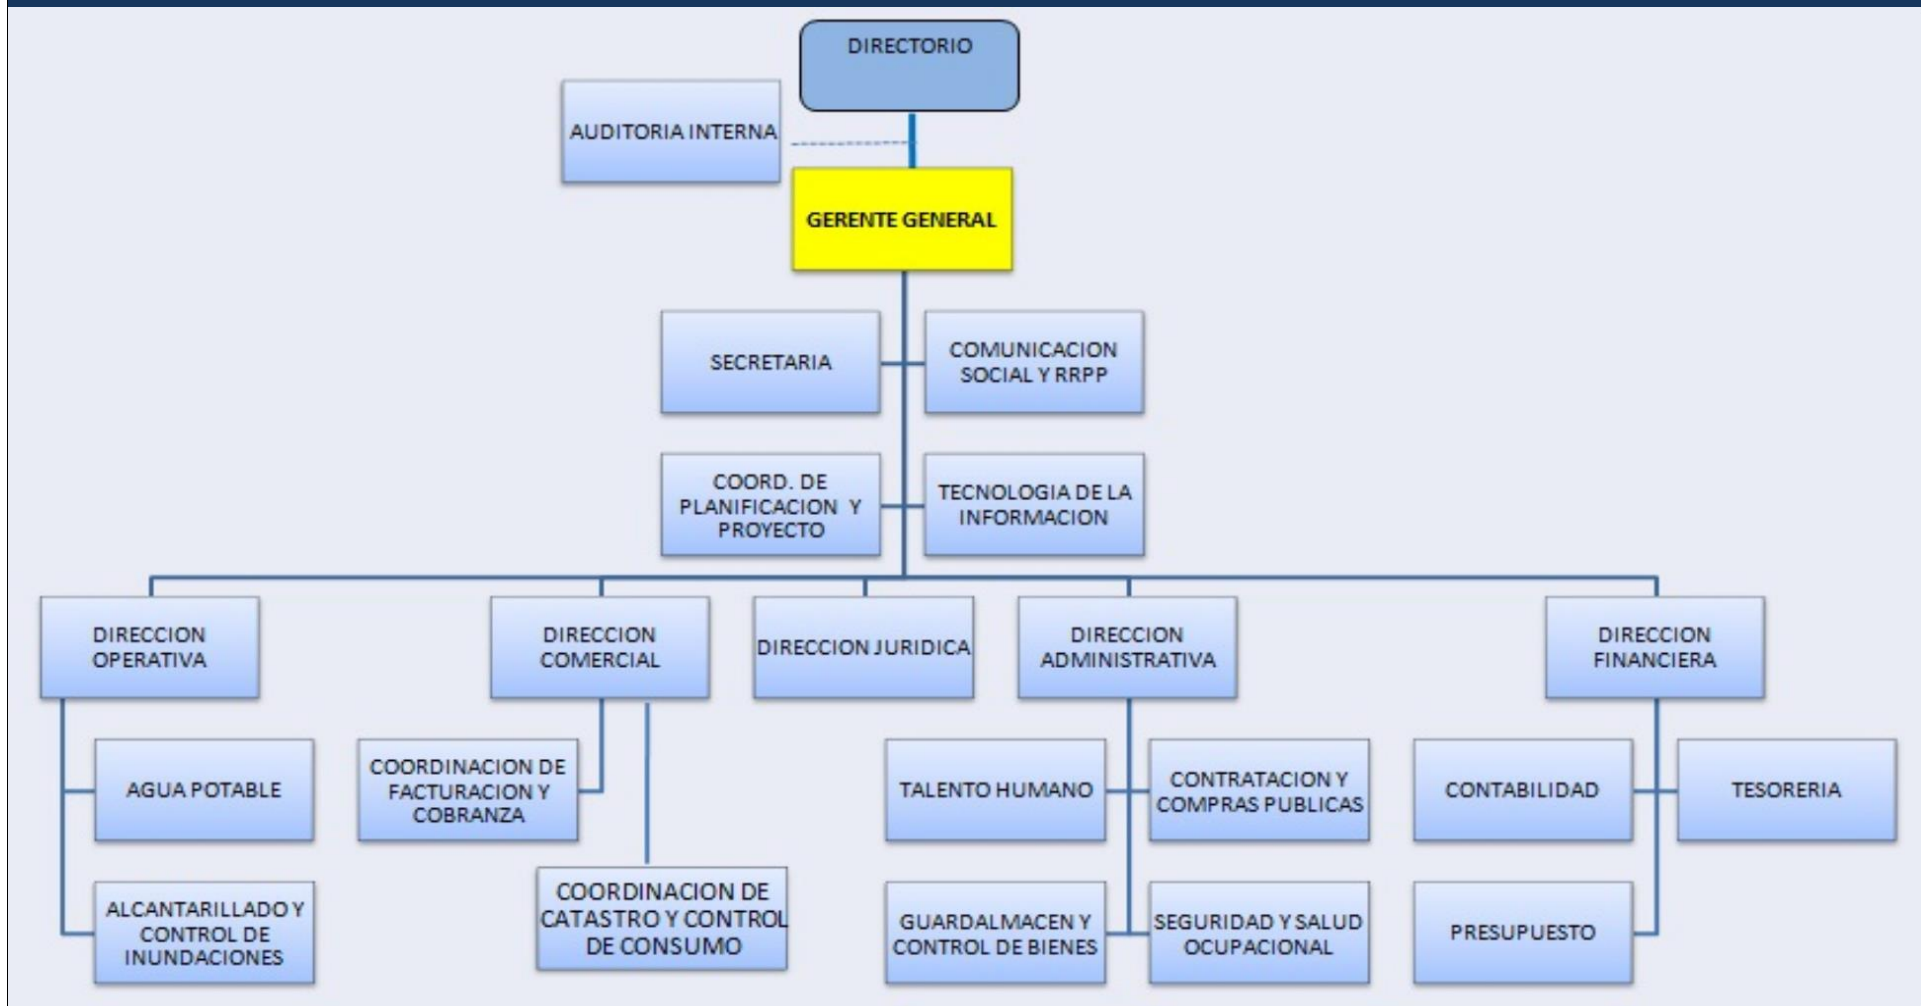 DIRECTORIO
AUDITORIA INTERNA
GERENTE GENERAL
SECRETARIA
COMUNICACION
SOCIAL Y RRPP
COORD. DE
PLANIFICACION Y
PROYECTO
TECNOLOGIA DE LA
INFORMACION
DIRECCION
OPERATIVA
DIRECCION
COMERCIAL
DIRECCION JURIDICA
DIRECCION
ADMINISTRATIVA
DIRECCION
FINANCIERA
AGUA POTABLE
COORDINACION DE
FACTURACION Y
COBRANZA
TALENTO HUMANO
CONTRATACION Y
COMPRAS PUBLICAS
CONTABILIDAD
TESORERIA
ALCANTARILLADO Y
CONTROL DE
INUNDACIONES
COORDINACION DE
CATASTRO Y CONTROL
DE CONSUMO
GUARDALMACEN Y
CONTROL DE BIENES
SEGURIDAD Y SALUD
OCUPACIONAL
PRESUPUESTO